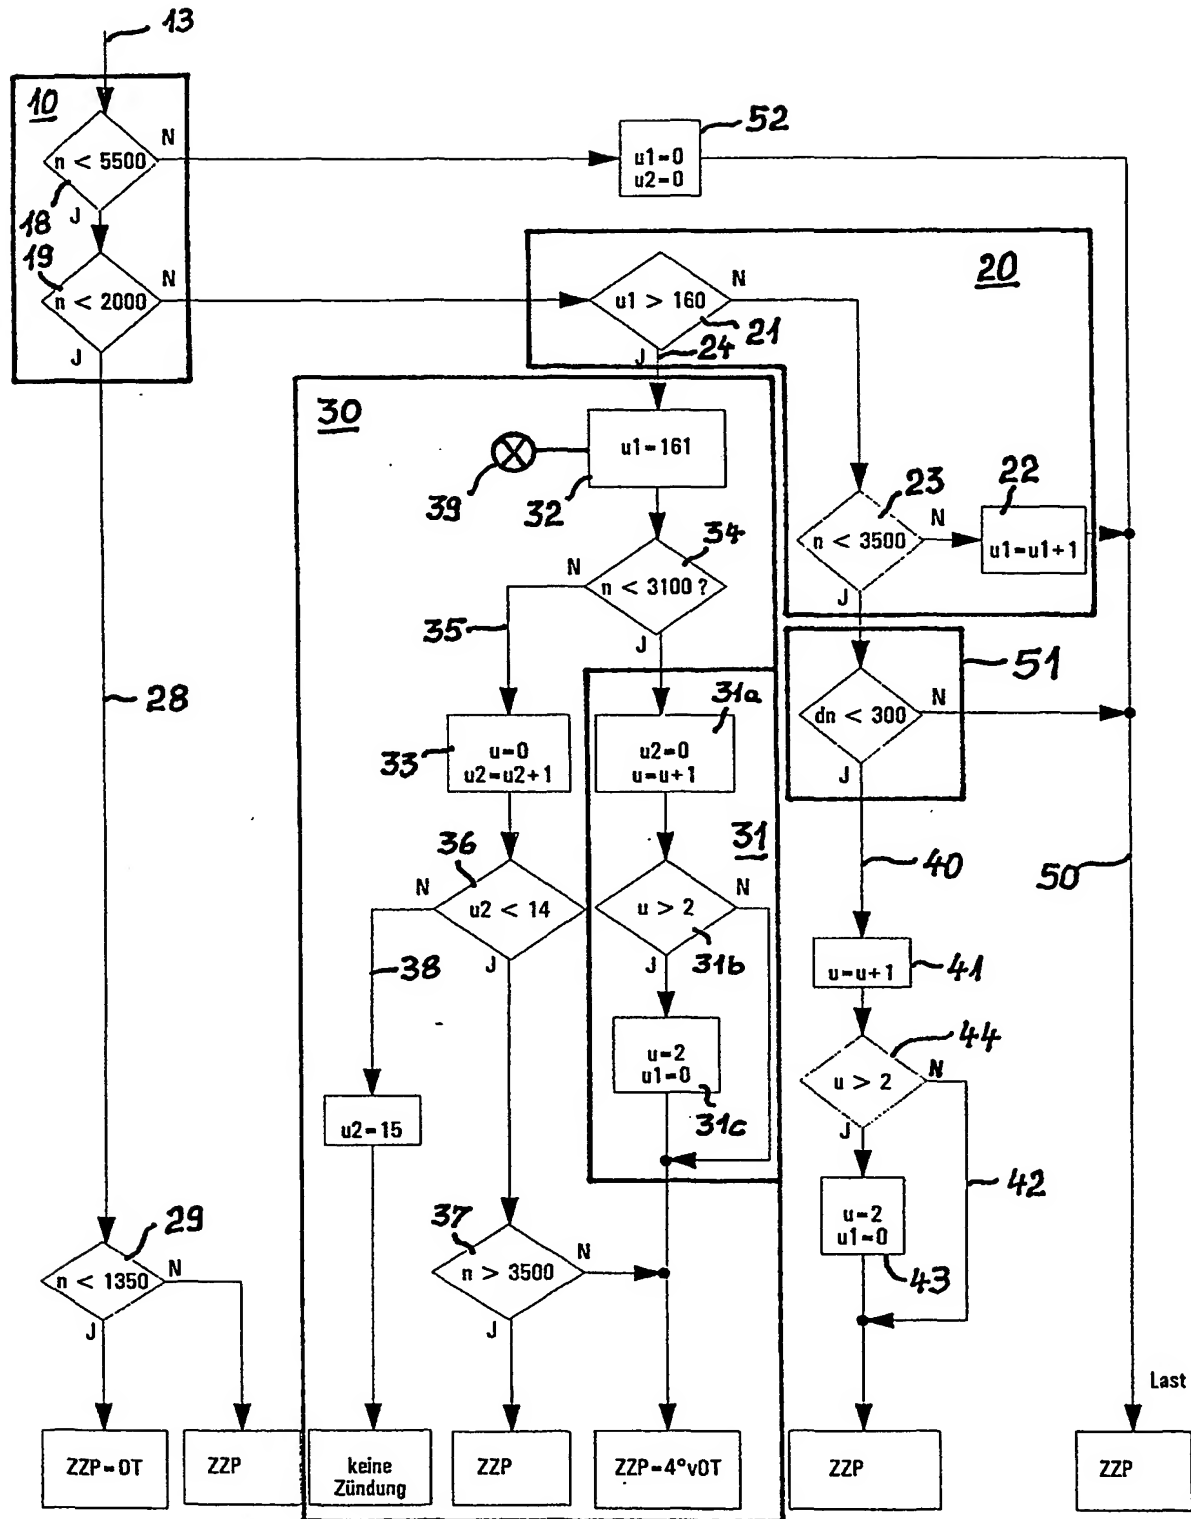 13
10
n < 5500
N
18
J
52
u1=0
u2=0
19
n < 2000
N
J
20
u1 > 160
N
21
24
J
30
u1=161
39
32
23
n < 3500
N
22
u1=u1+1
J
34
N
n < 3100 ?
35
J
51
dn < 300
N
J
28
31a
u2=0
u=u+1
33
u=0
u2=u2+1
31
36
N
u2 < 14
J
u > 2
N
31b
J
38
40
50
u=u+1
41
44
u > 2
N
J
u=2
u1=0
31c
u2=15
42
u=2
u1=0
43
29
n < 1350
N
J
37
n > 3500
N
J
Last
ZZP=OT
ZZP
keine
Zündung
ZZP
ZZP=4°vOT
ZZP
ZZP